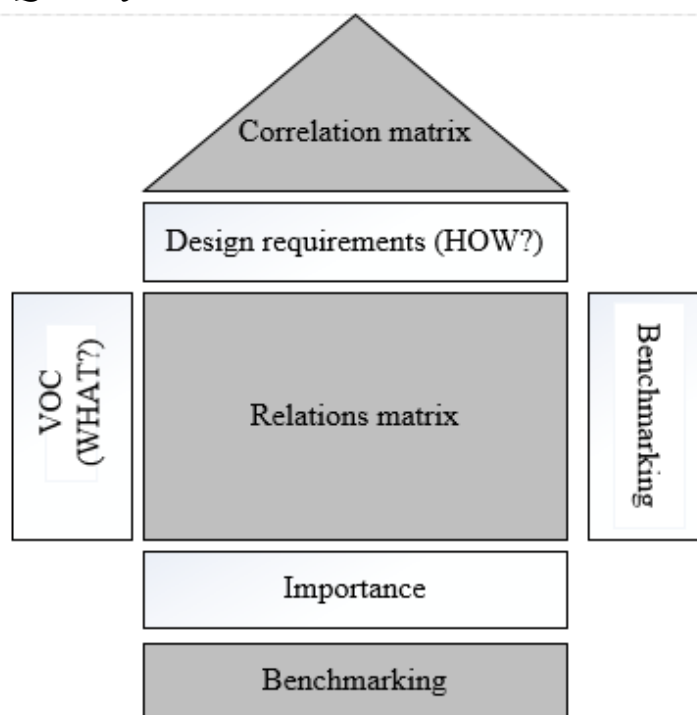 Correlation matrix
Design requirements (HOW?)
VOC
(WHAT?)
Relations matrix
Benchmarking
Importance
Benchmarking